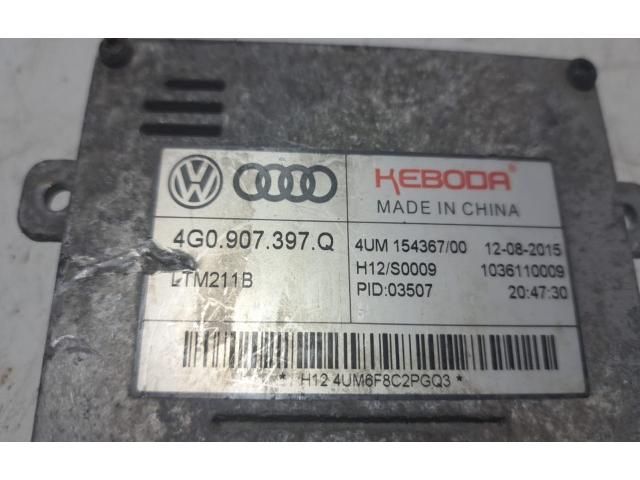 KEBODA®
MADE IN CHINA
4G0.907.397.Q
LTM211B
4UM 154367/00 12-08-2015
H12/S0009 1036110009
PID:03507 20:47:30
* H12 4UM6F8C2PGQ3 *